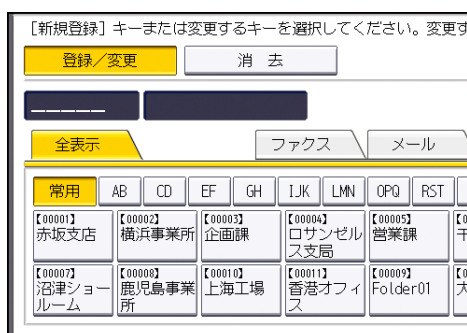 [新規登録] キーまたは変更するキーを選択してください。変更す
登録／変更 消 去
_____
全表示 ファクス メール
常用 AB CD EF GH IJK LMN OPQ RST
【00001】 【00002】 【00003】 【00004】 【00005】
赤坂支店 横浜事業所 企画課 ロサンゼル 営業課
ス支局
【00007】 【00008】 【00010】 【00011】 【00009】
沼津ショー 鹿児島事業 上海工場 香港オフィ Folder01
ルーム 所 ス